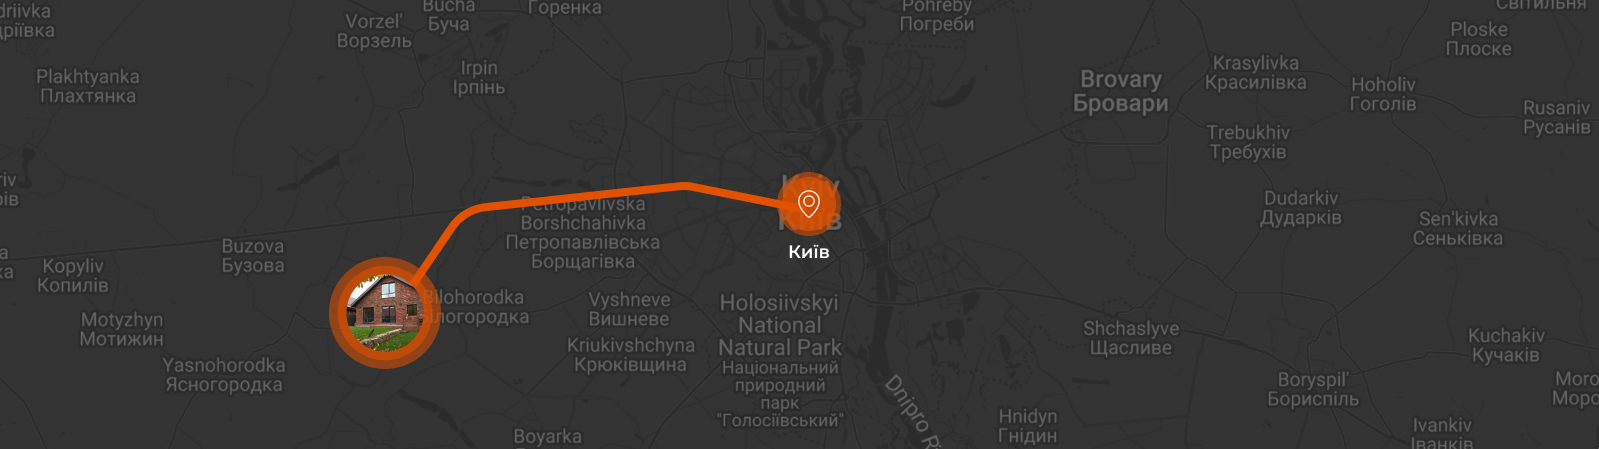 driivka
дріївка
Vorzel'
Ворзель
Bucha
Буча
Горенка
Pohreby
Погреби
Світильня
Ploske
Плоске
Plakhtyanka
Плахтянка
Irpin
Ірпінь
Brovary
Бровари
Krasylivka
Красилівка
Hoholiv
Гоголів
Rusaniv
Русанів
Trebukhiv
Требухів
riv
ів
Petropavlivska
Borshchahivka
Петропавлівська
Борщагівка
Kyiv
Київ
Київ
Dudarkiv
Дударків
Sen'kivka
Сеньківка
Buzova
Бузова
Kopyliv
Копилів
Bilohorodka
Білогородка
Vyshneve
Вишневе
Holosiivskyi
National
Natural Park
Національний
природний
парк
"Голосіївський"
Motyzhyn
Мотижин
Kriukivshchyna
Крюківщина
Shchaslyve
Щасливе
Kuchakiv
Кучаків
Yasnohorodka
Ясногородка
Boryspil'
Бориспіль
Moro
Моро
Dnipro
Hnidyn
Гнідин
Boyarka
Ivankiv
Іванків